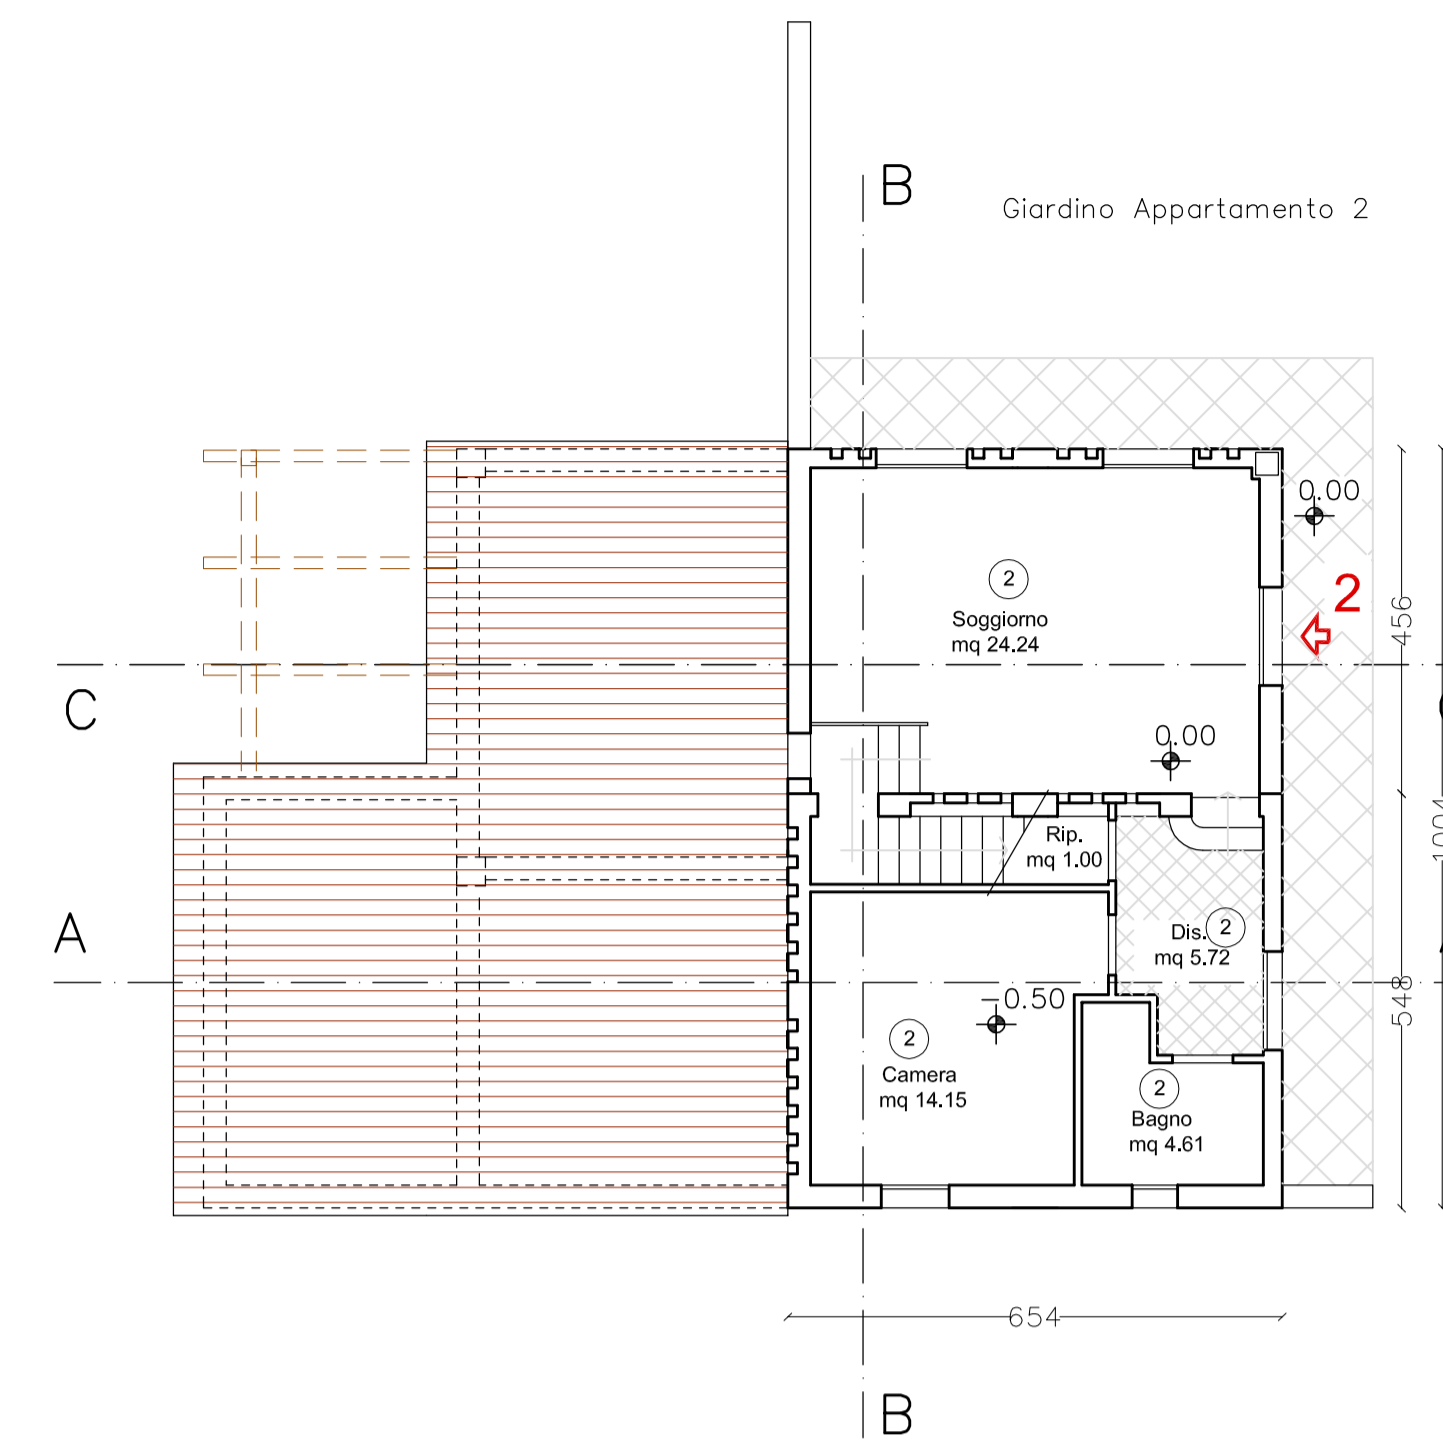 B
Giardino Appartamento 2
0.00
2
2
Soggiorno
mq 24.24
456
C
0.00
Rip.
mq 1.00
1004
A
2
Dis.
mq 5.72
-0.50
548
2
Camera
mq 14.15
2
Bagno
mq 4.61
654
B